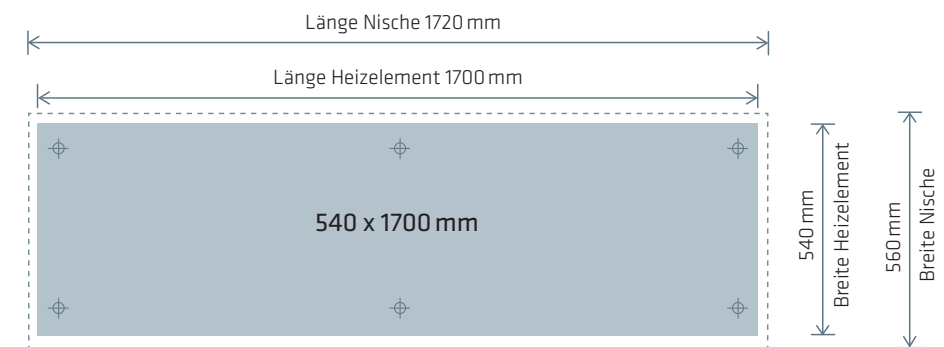 Länge Nische 1720 mm
Länge Heizelement 1700 mm
540 x 1700 mm
540 mm
Breite Heizelement
560 mm
Breite Nische